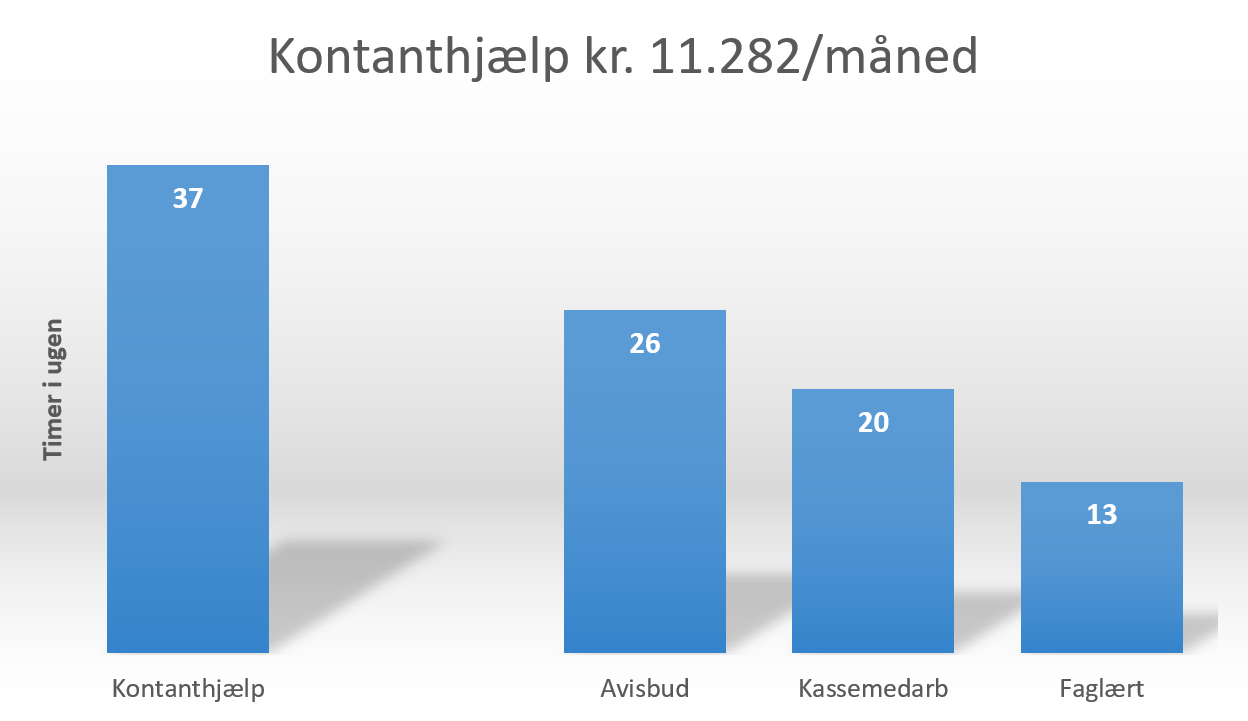 Kontanthjælp kr. 11.282/måned
Timer i ugen
37
26
20
13
Kontanthjælp
Avisbud
Kassemedarb
Faglært